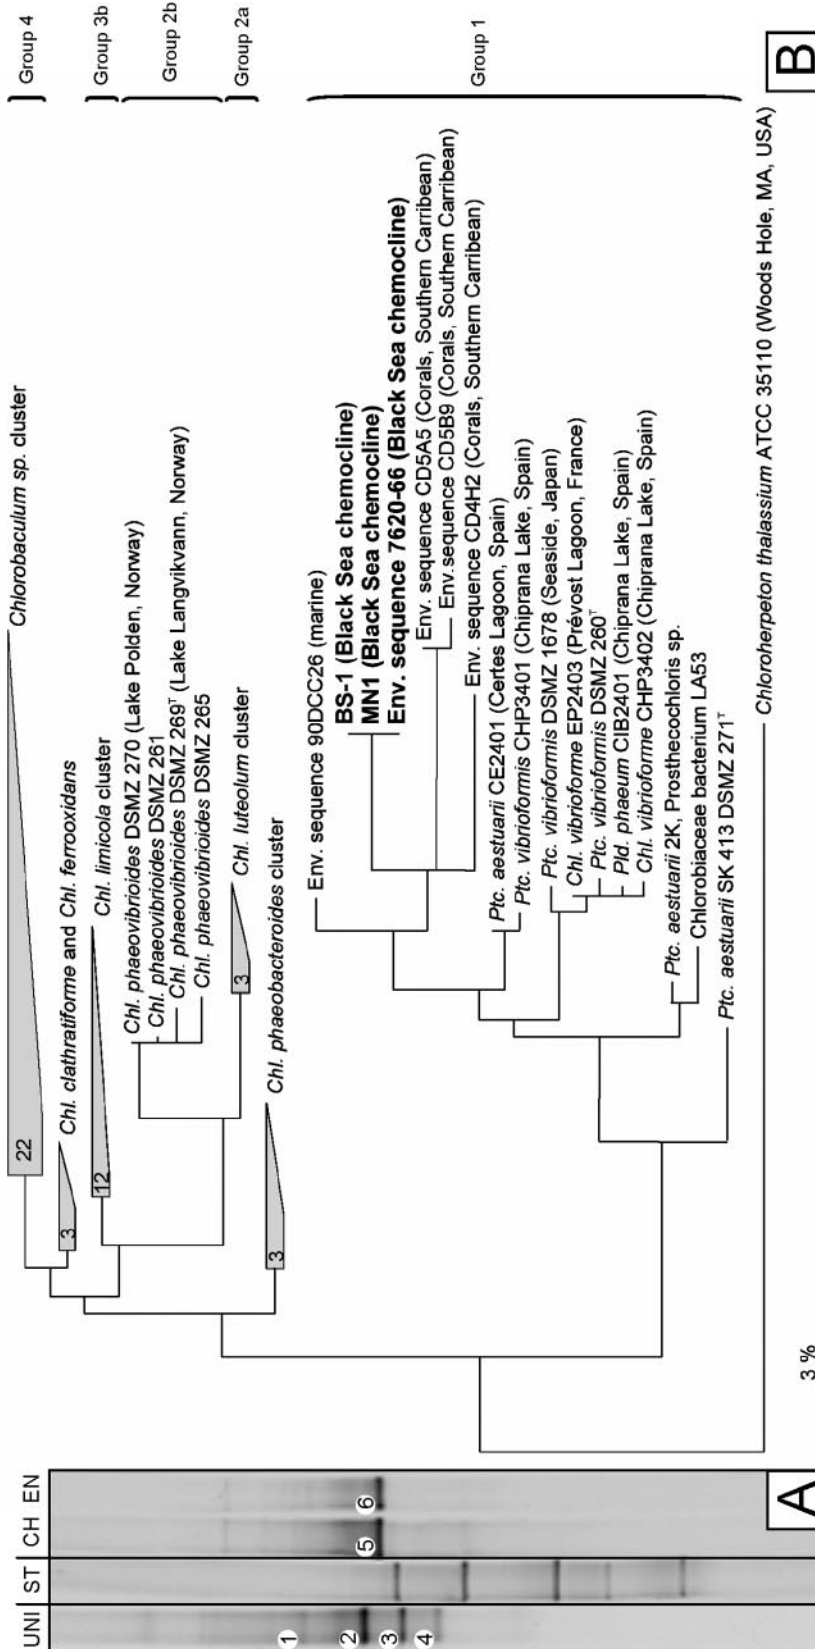 UNI
ST
CH
EN
1
2
3
4
5
6
A
22
Chlorobaculum sp. cluster
3
Chl. clathratiforme and Chl. ferrooxidans
12
Chl. limicola cluster
Chl. phaeovibrioides DSMZ 270 (Lake Polden, Norway)
Chl. phaeovibrioides DSMZ 261
Chl. phaeovibrioides DSMZ 269ᵀ (Lake Langvikvann, Norway)
Chl. phaeovibrioides DSMZ 265
3
Chl. luteolum cluster
3
Chl. phaeobacteroides cluster
Env. sequence 90DCC26 (marine)
BS-1 (Black Sea chemocline)
MN1 (Black Sea chemocline)
Env. sequence 7620-66 (Black Sea chemocline)
Env. sequence CD5A5 (Corals, Southern Carribean)
Env.sequence CD5B9 (Corals, Southern Carribean)
Env. sequence CD4H2 (Corals, Southern Carribean)
Ptc. aestuarii CE2401 (Certes Lagoon, Spain)
Ptc. vibrioformis CHP3401 (Chiprana Lake, Spain)
Ptc. vibrioformis DSMZ 1678 (Seaside, Japan)
Chl. vibrioforme EP2403 (Prévost Lagoon, France)
Ptc. vibrioformis DSMZ 260ᵀ
Pld. phaeum CIB2401 (Chiprana Lake, Spain)
Chl. vibrioforme CHP3402 (Chiprana Lake, Spain)
Ptc. aestuarii 2K, Prosthecochloris sp.
Chlorobiaceae bacterium LA53
Ptc. aestuarii SK 413 DSMZ 271ᵀ
Chloroherpeton thalassium ATCC 35110 (Woods Hole, MA, USA)
3 %
Group 4
Group 3b
Group 2b
Group 2a
Group 1
B